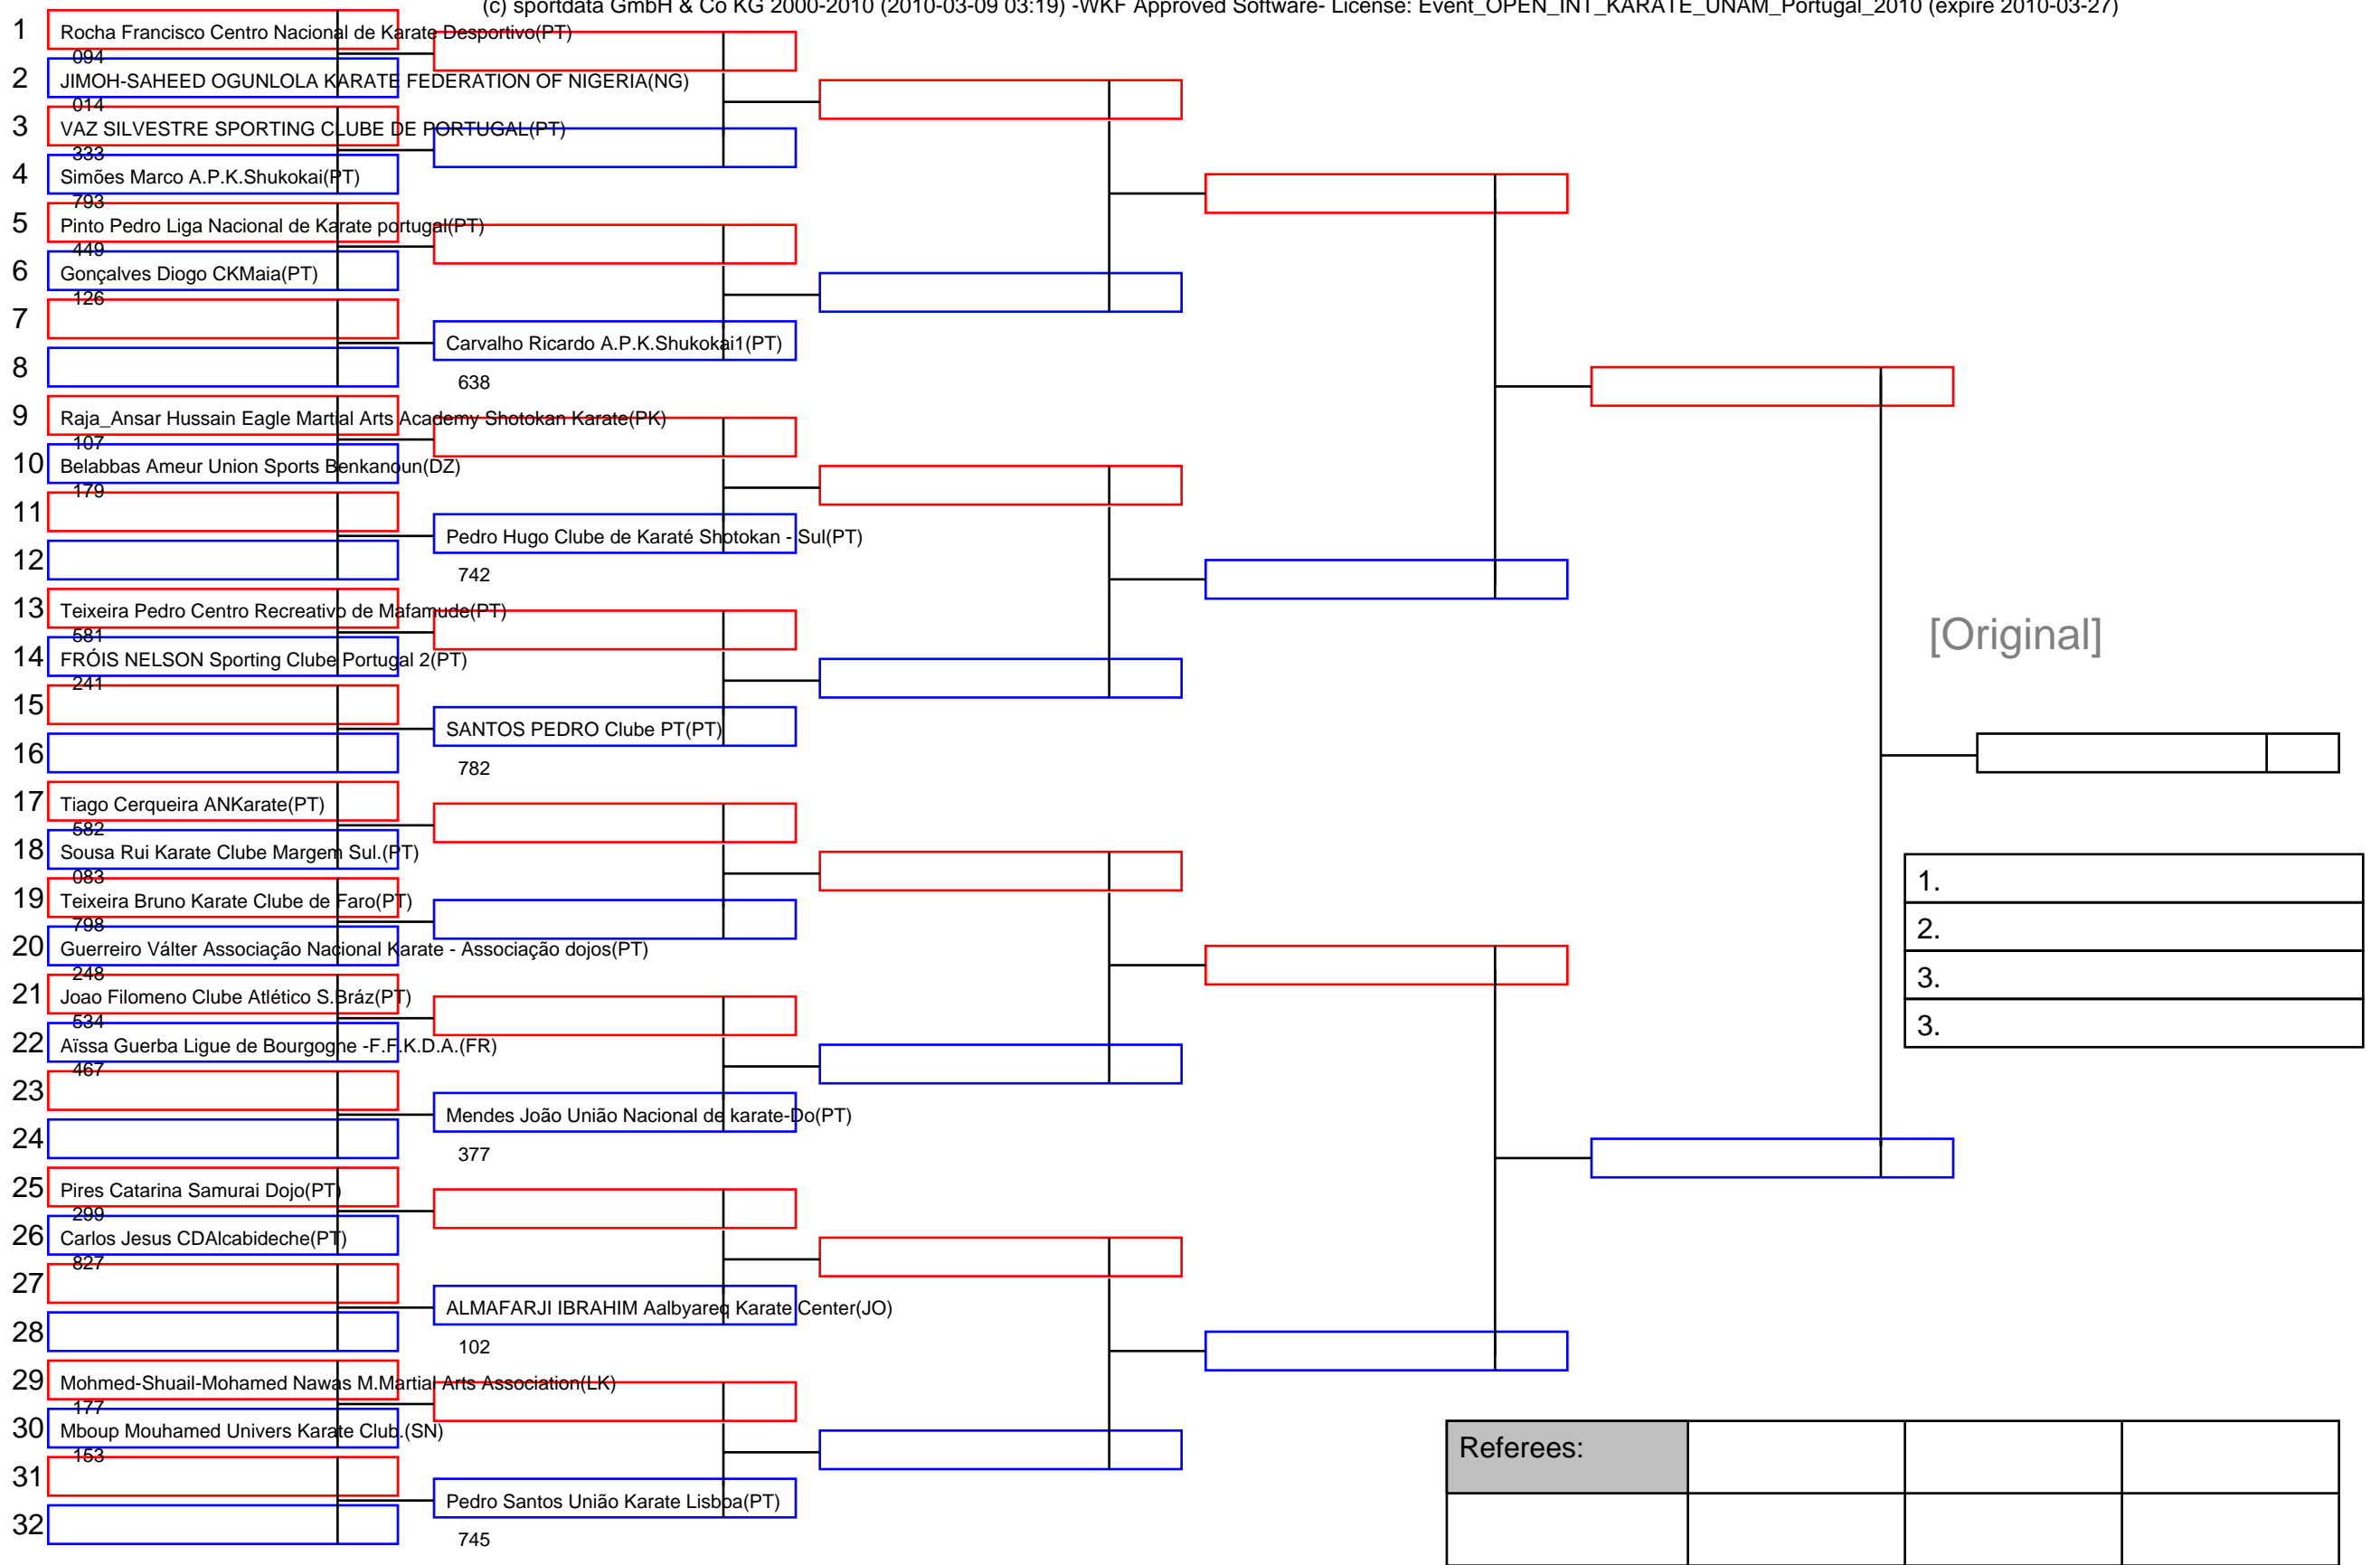 (c) sportdata GmbH & Co KG 2000-2010 (2010-03-09 03:19) -WKF Approved Software- License: Event_OPEN_INT_KARATE_UNAM_Portugal_2010 (expire 2010-03-27)
1 Rocha Francisco Centro Nacional de Karate Desportivo(PT)
094
2 JIMOH-SAHEED OGUNLOLA KARATE FEDERATION OF NIGERIA(NG)
014
3 VAZ SILVESTRE SPORTING CLUBE DE PORTUGAL(PT)
333
4 Simões Marco A.P.K.Shukokai(PT)
793
5 Pinto Pedro Liga Nacional de Karate portugal(PT)
449
6 Gonçalves Diogo CKMaia(PT)
126
7
Carvalho Ricardo A.P.K.Shukokai1(PT)
8
638
9 Raja_Ansar Hussain Eagle Martial Arts Academy Shotokan Karate(PK)
107
10 Belabbas Ameur Union Sports Benkanoun(DZ)
179
11
Pedro Hugo Clube de Karaté Shotokan - Sul(PT)
12
742
13 Teixeira Pedro Centro Recreativo de Mafamude(PT)
581
14 FRÓIS NELSON Sporting Clube Portugal 2(PT)
241
[Original]
15
SANTOS PEDRO Clube PT(PT)
16
782
17 Tiago Cerqueira ANKarate(PT)
582
18 Sousa Rui Karate Clube Margem Sul.(PT)
083
19 Teixeira Bruno Karate Clube de Faro(PT)
798
20 Guerreiro Válter Associação Nacional Karate - Associação dojos(PT)
248
21 Joao Filomeno Clube Atlético S.Bráz(PT)
534
22 Aïssa Guerba Ligue de Bourgogne -F.F.K.D.A.(FR)
467
1.
2.
3.
3.
23
Mendes João União Nacional de karate-Do(PT)
24
377
25 Pires Catarina Samurai Dojo(PT)
299
26 Carlos Jesus CDAlcabideche(PT)
827
27
ALMAFARJI IBRAHIM Aalbyareq Karate Center(JO)
28
102
29 Mohmed-Shuail-Mohamed Nawas M.Martial Arts Association(LK)
177
30 Mboup Mouhamed Univers Karate Club.(SN)
153
Referees:
31
Pedro Santos União Karate Lisboa(PT)
32
745